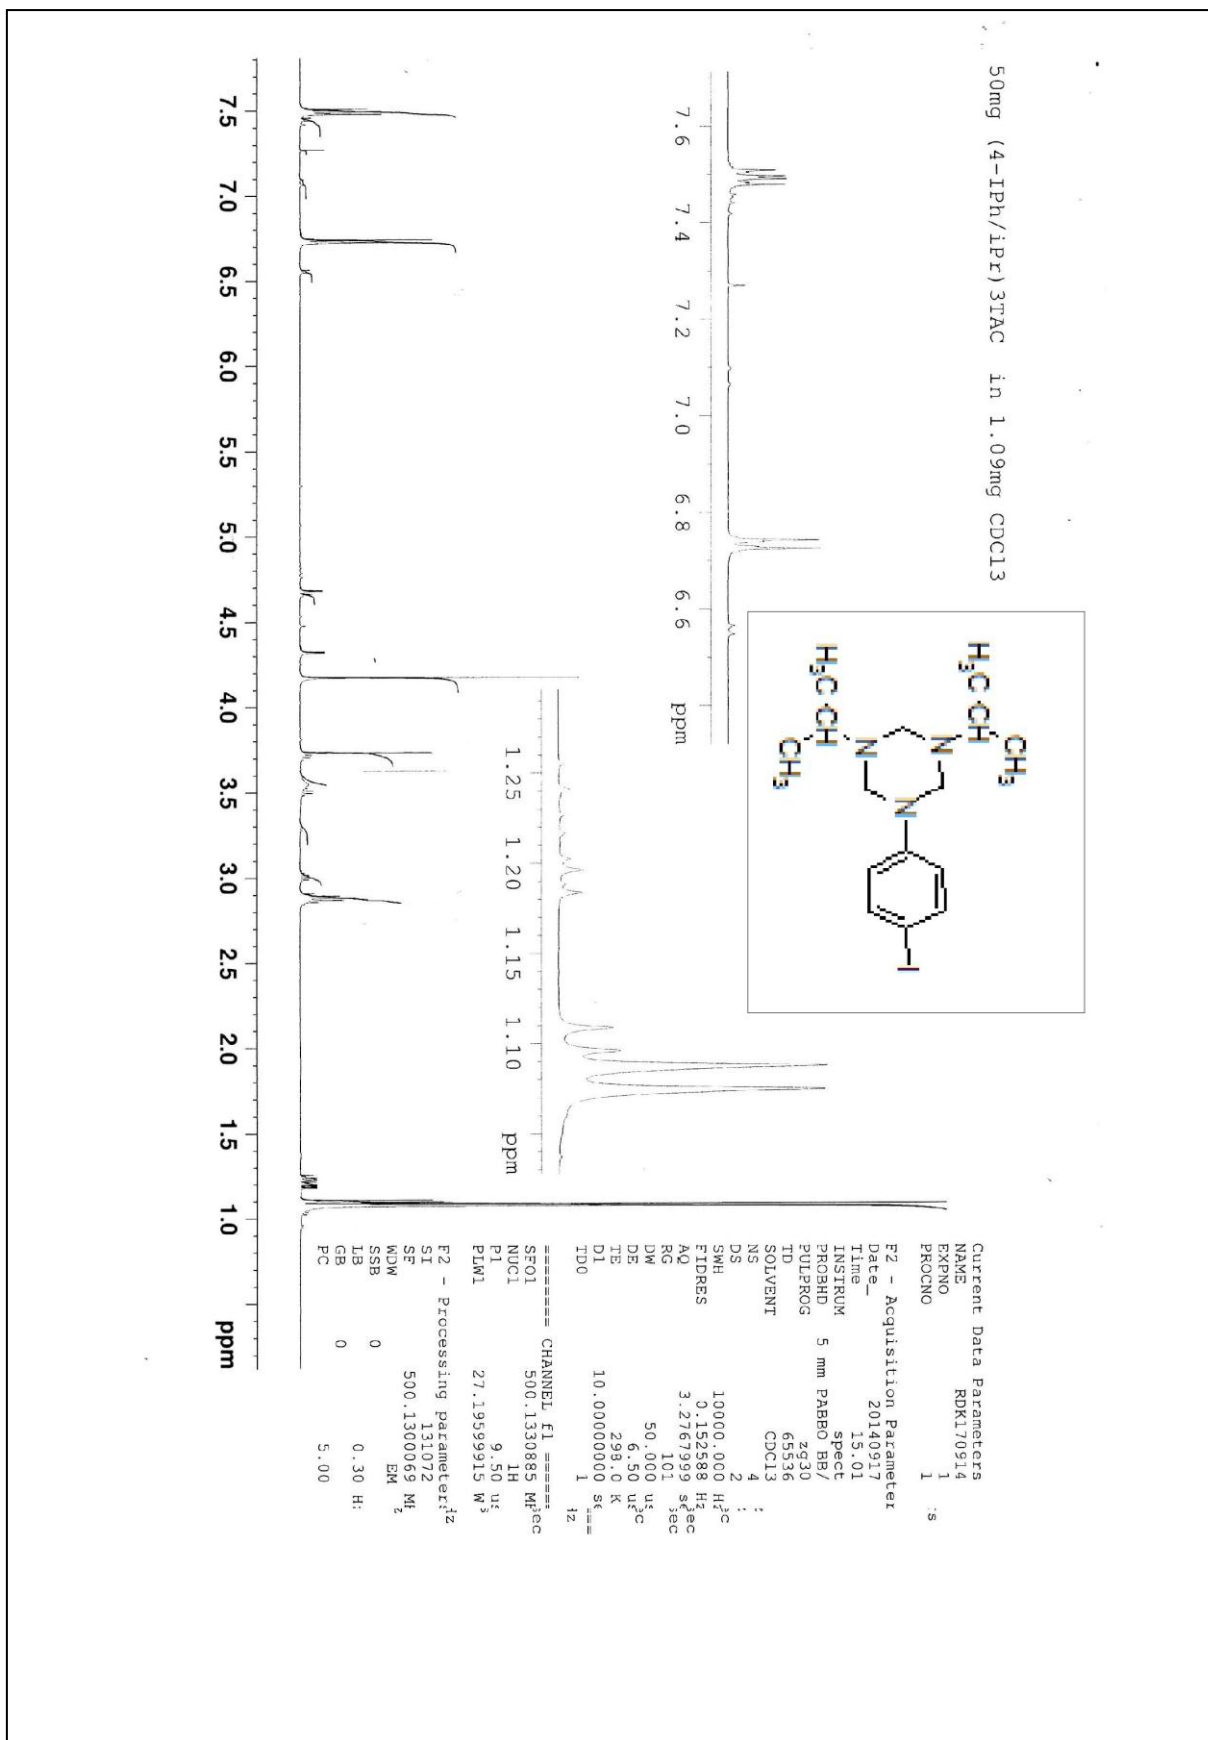 50mg (4-IPh/iPr)3TAC in 1.09mg CDCl3
7.6 7.4 7.2 7.0 6.8 6.6 ppm
H3C CH CH3
H3C CH CH3
N N
N
I
1.25 1.20 1.15 1.10 ppm
7.5 7.0 6.5 6.0 5.5 5.0 4.5 4.0 3.5 3.0 2.5 2.0 1.5 1.0 ppm
Current Data Parameters
NAME RDK170914
EXPNO 1
PROCNO 1
F2 - Acquisition Parameter
Date_ 20140917
Time 15.01
INSTRUM spect
PROBHD 5 mm PABBO BB/
PULPROG zg30
TD 65536
SOLVENT CDCl3
NS 4
DS 2
SWH 10000.000
FIDRES 0.152588 Hz
AQ 3.2767999
RG 101
DW 50.000
DE 6.50
TE 298.0 K
D1 10.00000000
TD0 1
======== CHANNEL f1 ======
SFO1 500.1330885
NUC1 1H
P1 9.50
PLW1 27.19599915 W
F2 - Processing parameter
SI 131072
SF 500.1300069
WDW EM
SSB 0
LB 0.30
GB 0
PC 5.00